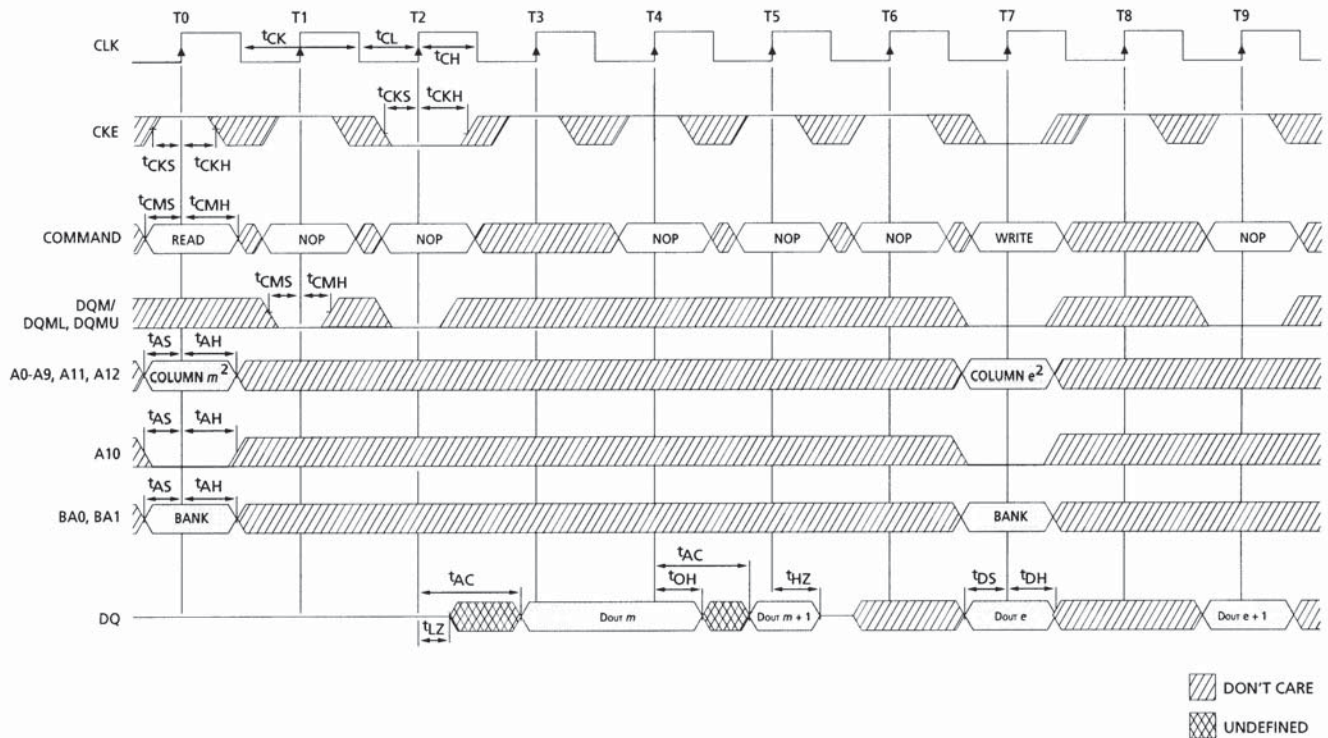 T0 T1 T2 T3 T4 T5 T6 T7 T8 T9
CLK
tCK tCL
tCH
tCKS tCKH
CKE
tCKS tCKH
tCMS tCMH
COMMAND READ NOP NOP NOP NOP NOP WRITE NOP
tCMS tCMH
DQM/
DQML, DQMU
tAS tAH
A0-A9, A11, A12 COLUMN m² COLUMN e²
tAS tAH
A10
tAS tAH
BA0, BA1 BANK BANK
tAC
tAC tOH tHZ tDS tDH
DQ DOUT m DOUT m + 1 DOUT e DOUT e + 1
tLZ
DON'T CARE
UNDEFINED